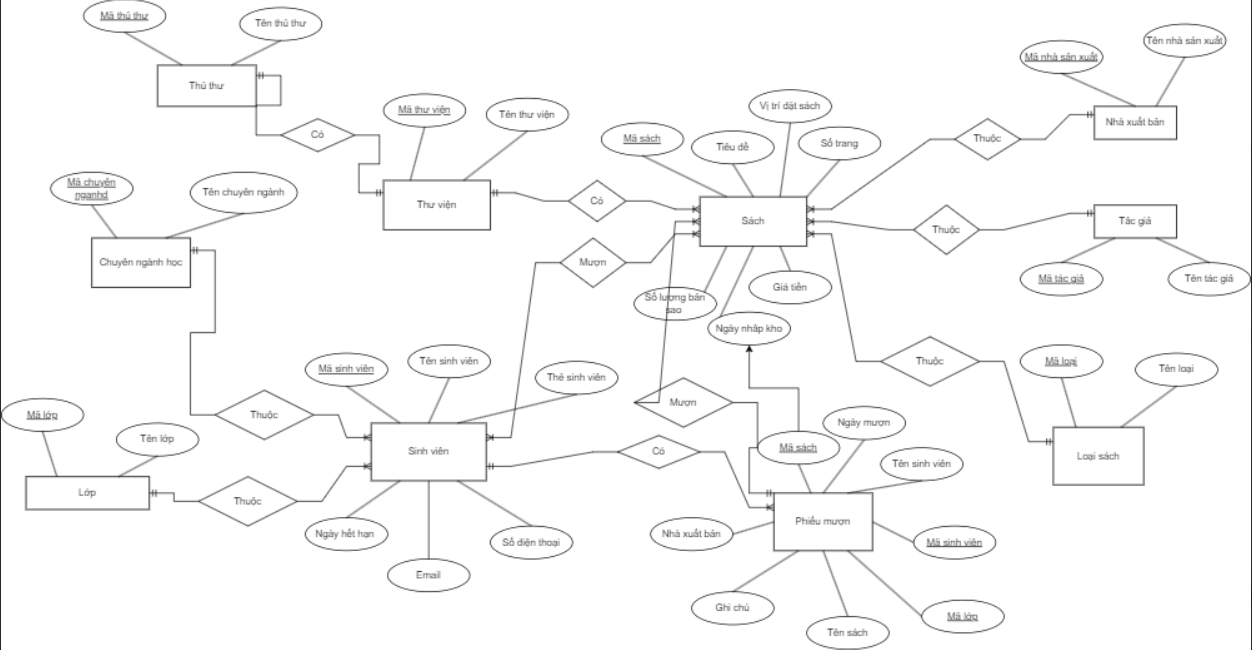 Mã thủ thư
Tên thủ thư
Thủ thư
Có
Mã thư viện
Tên thư viện
Thư viện
Có
Mã sách
Tiêu dề
Vị trí dặt sách
Số trang
Sách
Số lượng bản
sao
Ngày nhập kho
Giá tiền
Thuộc
Mã nhà sản xuất
Tên nhà sản xuất
Nhà xuất bản
Thuộc
Tác giả
Mã tác giả
Tên tác giả
Mã chuyên
nganhd
Tên chuyên ngành
Chuyên ngành học
Mượn
Thuộc
Mã loại
Tên loại
Loại sách
Mã sinh viên
Tên sinh viên
Thẻ sinh viên
Thuộc
Sinh viên
Mã lớp
Tên lớp
Lớp
Thuộc
Ngày hết hạn
Email
Số điện thoại
Mượn
Có
Mã sách
Ngày mượn
Tên sinh viên
Phiếu mượn
Nhà xuất bản
Mã sinh viên
Ghi chú
Tên sách
Mã lớp